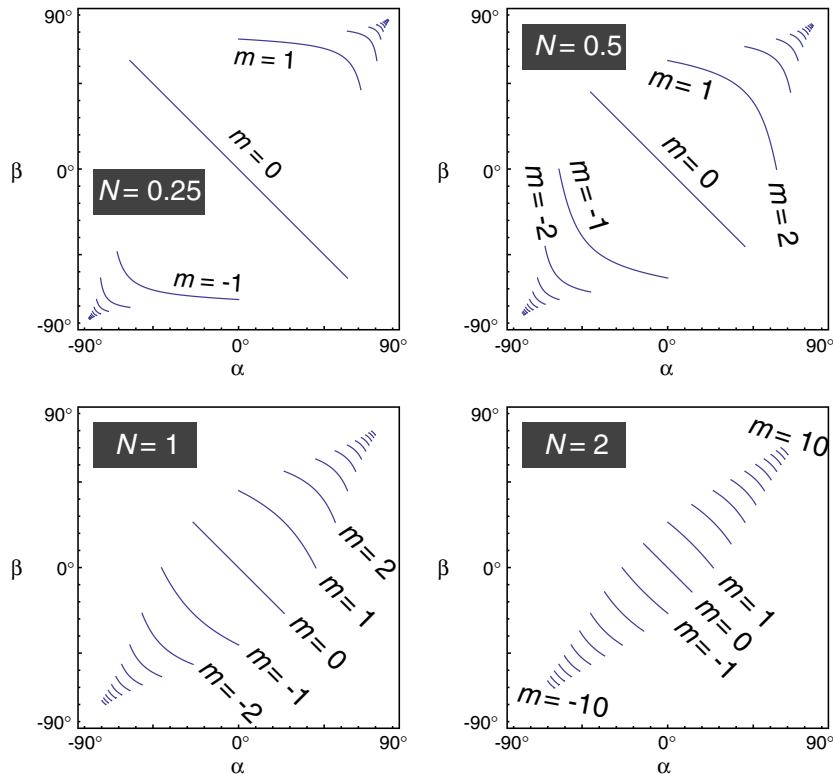 90°
m = 1
m = 0
β 0°
N = 0.25
m = -1
-90°
-90° 0° 90°
α
90°
N = 0.5
m = 1
m = 0
β 0°
m = -1
m = -2
m = 2
-90°
-90° 0° 90°
α
90°
N = 1
m = 2
β 0°
m = 1
m = 0
m = -1
m = -2
-90°
-90° 0° 90°
α
90°
N = 2
m = 10
β 0°
m = 1
m = 0
m = -1
m = -10
-90°
-90° 0° 90°
α